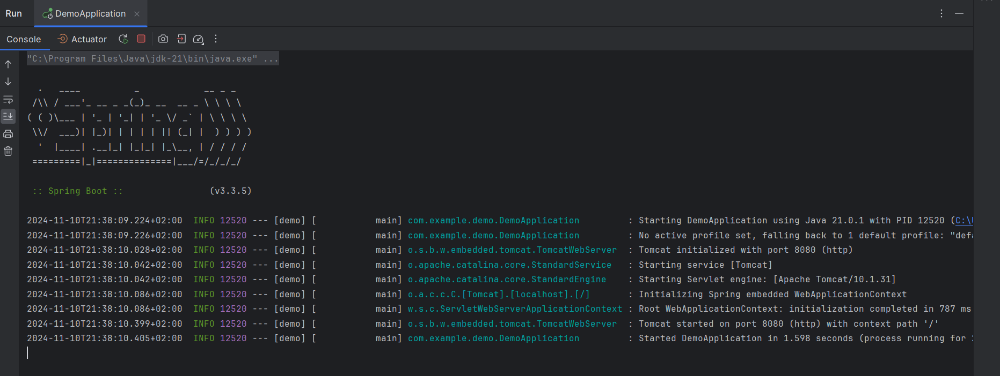 Run DemoApplication
Console Actuator
"C:\Program Files\Java\jdk-21\bin\java.exe" ...
  .   ____          _            __ _ _
 /\\ / ___'_ __ _ _(_)_ __  __ _ \ \ \ \
( ( )\___ | '_ | '_| | '_ \/ _` | \ \ \ \
 \\/  ___)| |_)| | | | | || (_| |  ) ) ) )
  '  |____| .__|_| |_|_| |_\__, | / / / /
 =========|_|==============|___/=/_/_/_/
 :: Spring Boot ::                (v3.3.5)
2024-11-10T21:38:09.224+02:00  INFO 12520 --- [demo] [           main] com.example.demo.DemoApplication         : Starting DemoApplication using Java 21.0.1 with PID 12520 (C:\
2024-11-10T21:38:09.226+02:00  INFO 12520 --- [demo] [           main] com.example.demo.DemoApplication         : No active profile set, falling back to 1 default profile: "defa
2024-11-10T21:38:10.028+02:00  INFO 12520 --- [demo] [           main] o.s.b.w.embedded.tomcat.TomcatWebServer  : Tomcat initialized with port 8080 (http)
2024-11-10T21:38:10.042+02:00  INFO 12520 --- [demo] [           main] o.apache.catalina.core.StandardService   : Starting service [Tomcat]
2024-11-10T21:38:10.042+02:00  INFO 12520 --- [demo] [           main] o.apache.catalina.core.StandardEngine    : Starting Servlet engine: [Apache Tomcat/10.1.31]
2024-11-10T21:38:10.086+02:00  INFO 12520 --- [demo] [           main] o.a.c.c.C.[Tomcat].[localhost].[/]       : Initializing Spring embedded WebApplicationContext
2024-11-10T21:38:10.086+02:00  INFO 12520 --- [demo] [           main] w.s.c.ServletWebServerApplicationContext : Root WebApplicationContext: initialization completed in 787 ms
2024-11-10T21:38:10.399+02:00  INFO 12520 --- [demo] [           main] o.s.b.w.embedded.tomcat.TomcatWebServer  : Tomcat started on port 8080 (http) with context path '/'
2024-11-10T21:38:10.405+02:00  INFO 12520 --- [demo] [           main] com.example.demo.DemoApplication         : Started DemoApplication in 1.598 seconds (process running for